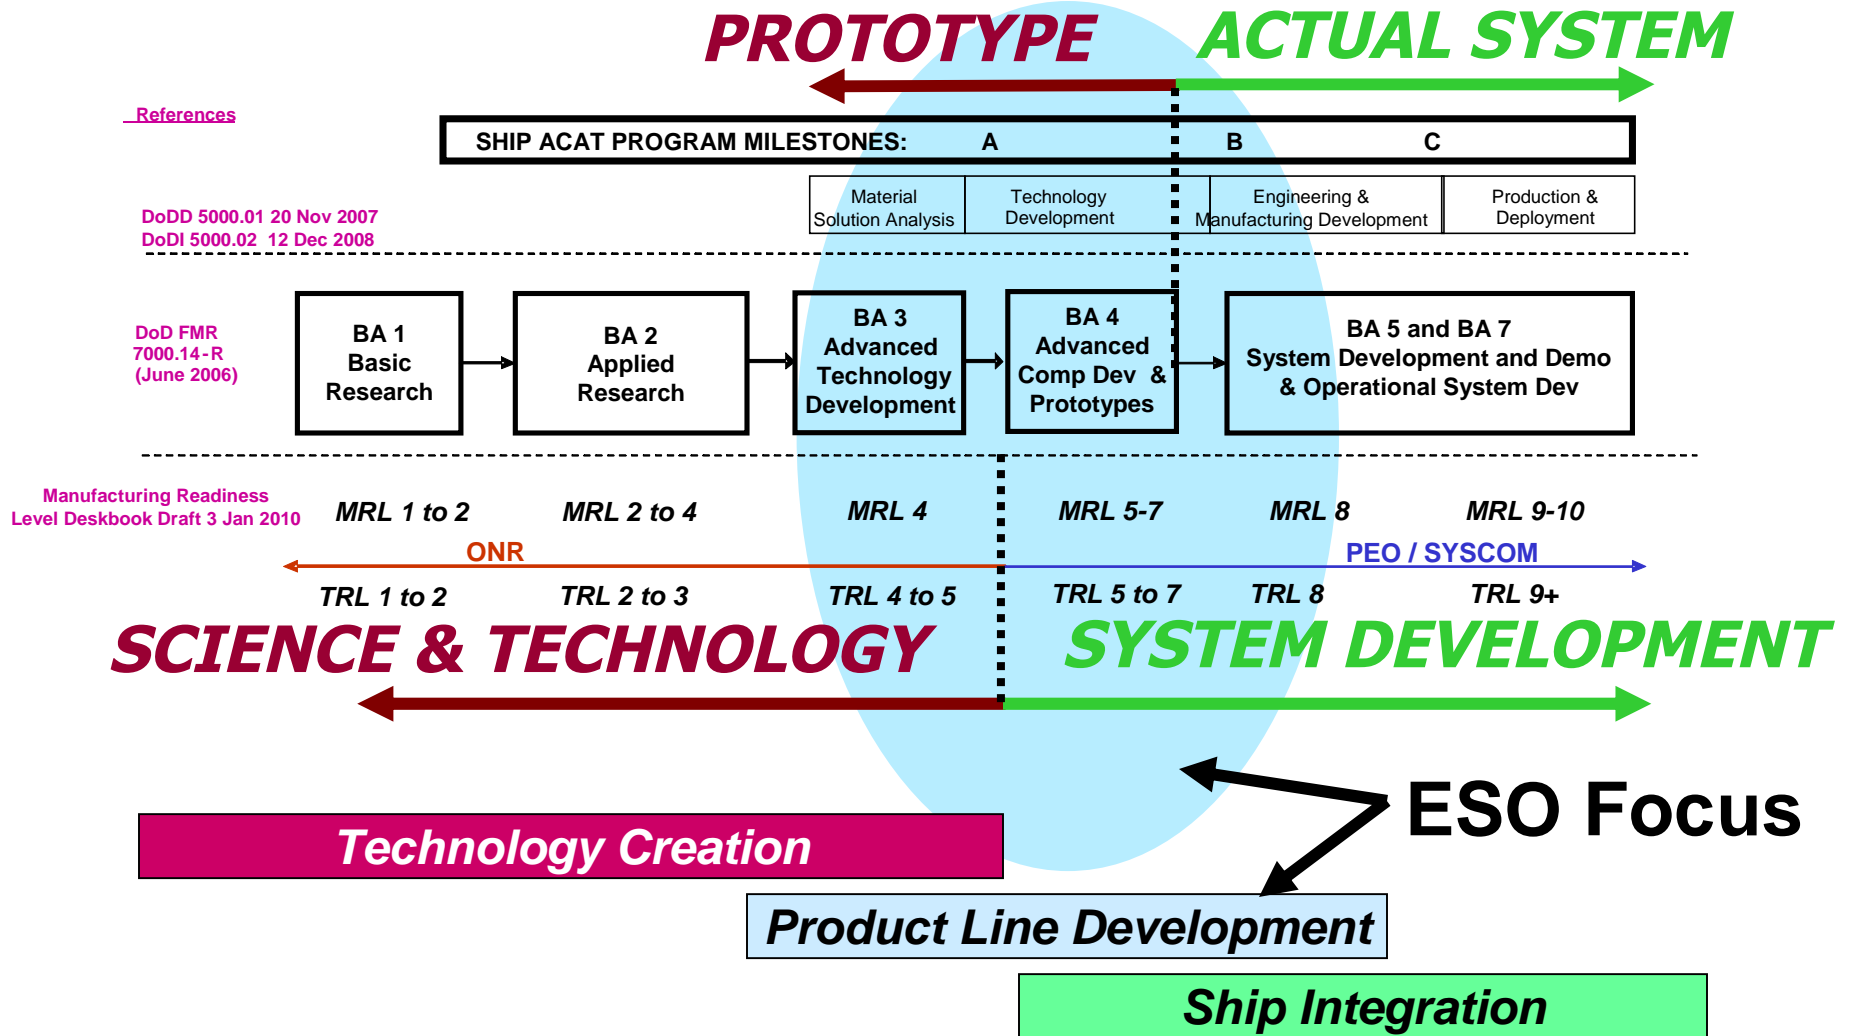 PROTOTYPE
ACTUAL SYSTEM
References
SHIP ACAT PROGRAM MILESTONES: A B C
Material
Solution Analysis
Technology
Development
Engineering &
Manufacturing Development
Production &
Deployment
DoDD 5000.01 20 Nov 2007
DoDI 5000.02 12 Dec 2008
DoD FMR
7000.14-R
(June 2006)
BA 1
Basic
Research
BA 2
Applied
Research
BA 3
Advanced
Technology
Development
BA 4
Advanced
Comp Dev &
Prototypes
BA 5 and BA 7
System Development and Demo
& Operational System Dev
Manufacturing Readiness
Level Deskbook Draft 3 Jan 2010
MRL 1 to 2
MRL 2 to 4
MRL 4
MRL 5-7
MRL 8
MRL 9-10
ONR
PEO / SYSCOM
TRL 1 to 2
TRL 2 to 3
TRL 4 to 5
TRL 5 to 7
TRL 8
TRL 9+
SCIENCE & TECHNOLOGY
SYSTEM DEVELOPMENT
ESO Focus
Technology Creation
Product Line Development
Ship Integration